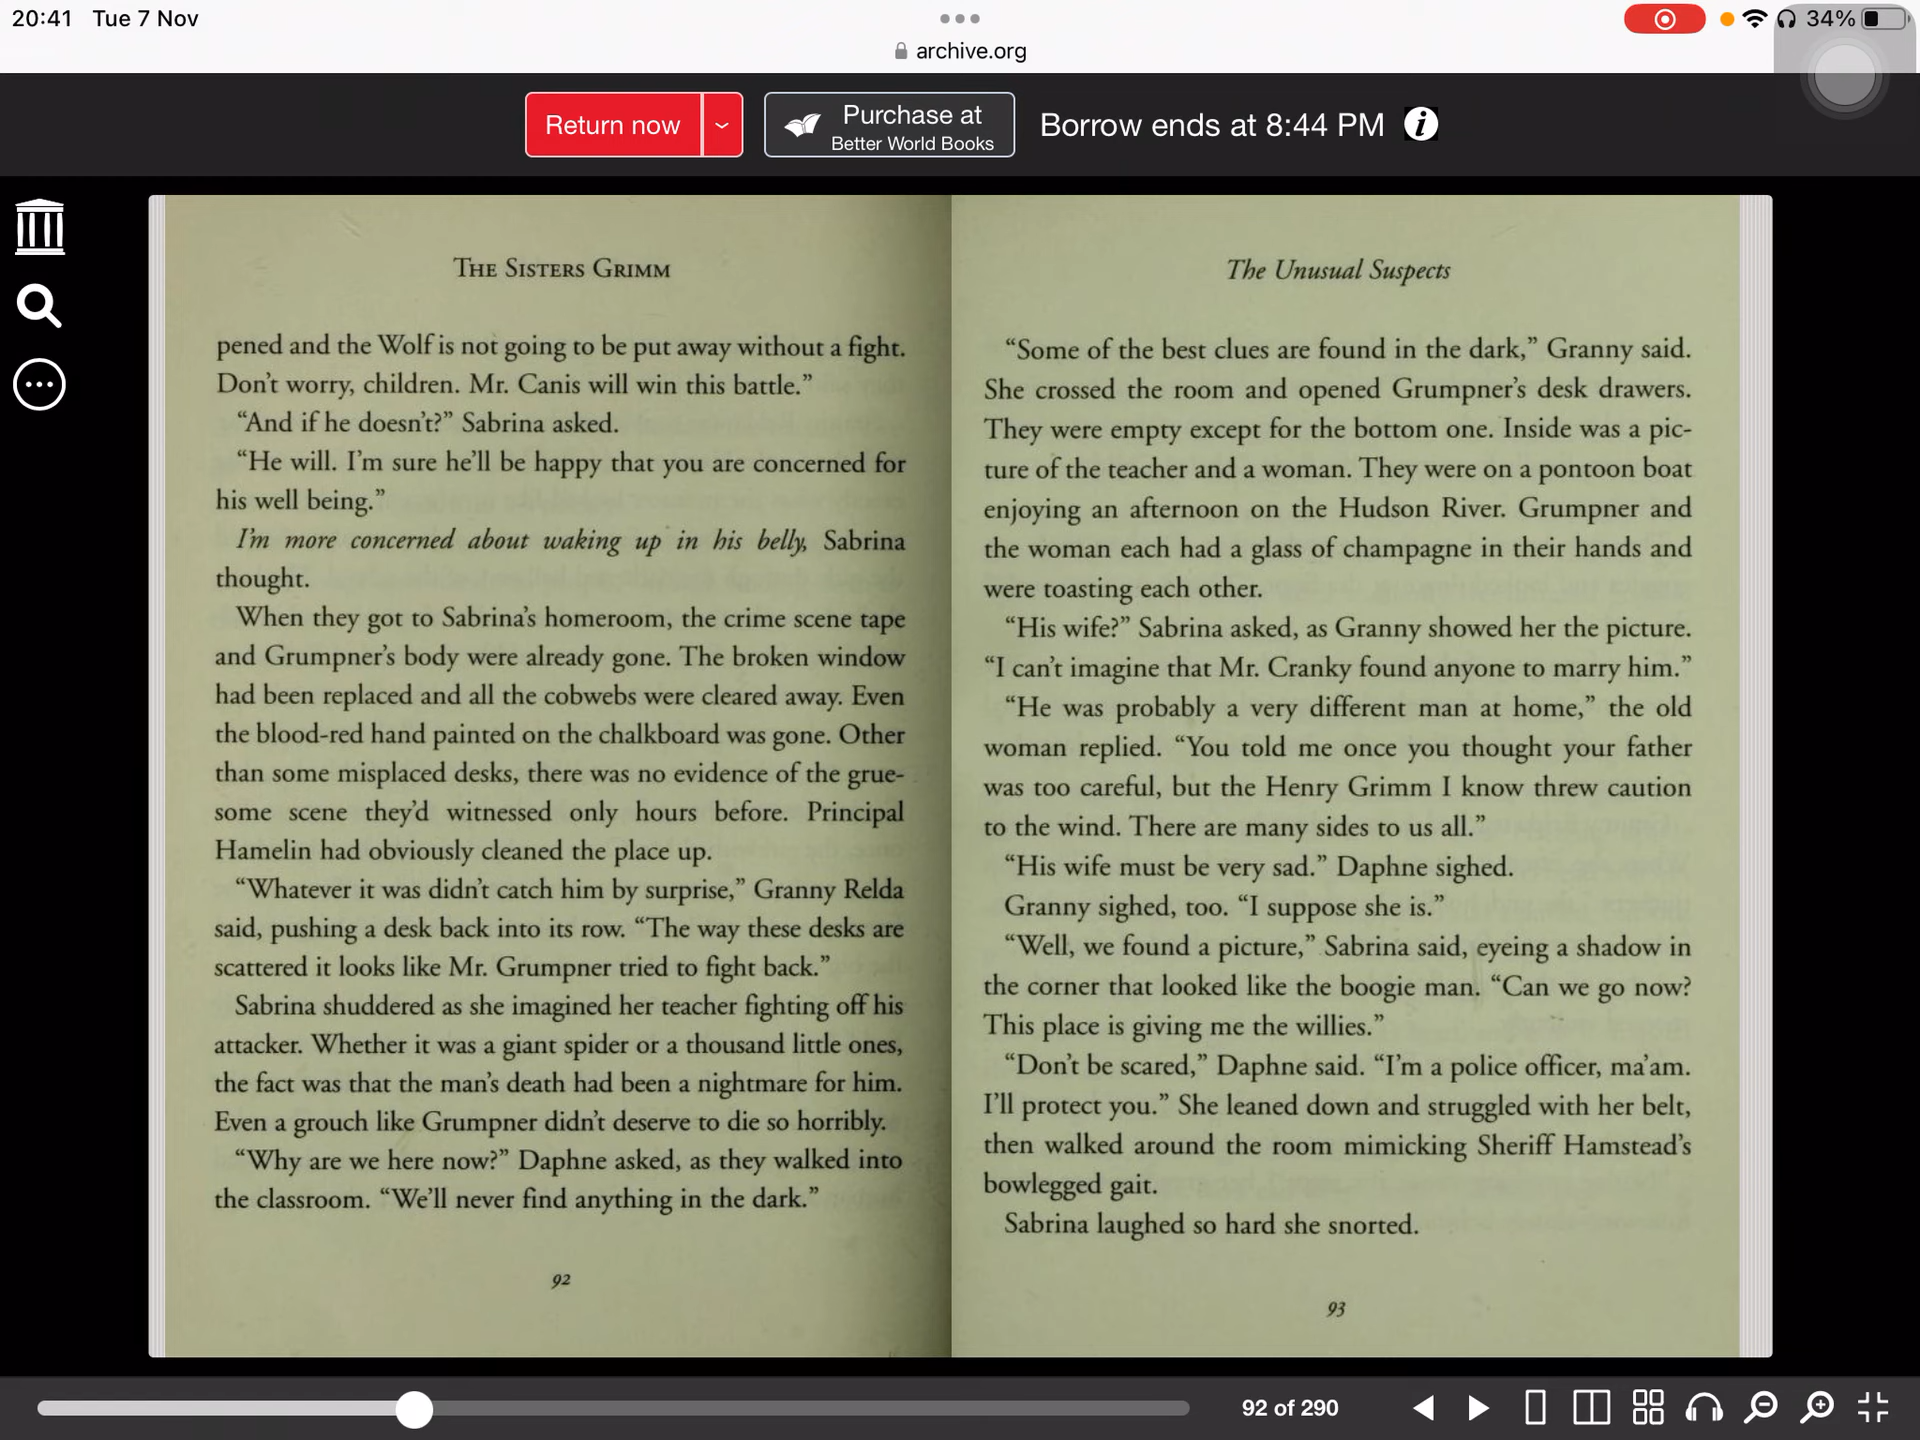 20:41 Tue 7 Nov
34%
archive.org
Return now
Purchase at
Better World Books
Borrow ends at 8:44 PM
The Sisters Grimm
pened and the Wolf is not going to be put away without a fight.
Don't worry, children. Mr. Canis will win this battle.”
“And if he doesn't?” Sabrina asked.
“He will. I'm sure he'll be happy that you are concerned for
his well being.”
I'm more concerned about waking up in his belly, Sabrina
thought.
When they got to Sabrina's homeroom, the crime scene tape
and Grumpner's body were already gone. The broken window
had been replaced and all the cobwebs were cleared away. Even
the blood-red hand painted on the chalkboard was gone. Other
than some misplaced desks, there was no evidence of the grue-
some scene they'd witnessed only hours before. Principal
Hamelin had obviously cleaned the place up.
“Whatever it was didn't catch him by surprise,” Granny Relda
said, pushing a desk back into its row. “The way these desks are
scattered it looks like Mr. Grumpner tried to fight back.”
Sabrina shuddered as she imagined her teacher fighting off his
attacker. Whether it was a giant spider or a thousand little ones,
the fact was that the man's death had been a nightmare for him.
Even a grouch like Grumpner didn't deserve to die so horribly.
“Why are we here now?” Daphne asked, as they walked into
the classroom. “We'll never find anything in the dark.”
92
The Unusual Suspects
“Some of the best clues are found in the dark,” Granny said.
She crossed the room and opened Grumpner's desk drawers.
They were empty except for the bottom one. Inside was a pic-
ture of the teacher and a woman. They were on a pontoon boat
enjoying an afternoon on the Hudson River. Grumpner and
the woman each had a glass of champagne in their hands and
were toasting each other.
“His wife?” Sabrina asked, as Granny showed her the picture.
“I can't imagine that Mr. Cranky found anyone to marry him.”
“He was probably a very different man at home,” the old
woman replied. “You told me once you thought your father
was too careful, but the Henry Grimm I know threw caution
to the wind. There are many sides to us all.”
“His wife must be very sad.” Daphne sighed.
Granny sighed, too. “I suppose she is.”
“Well, we found a picture,” Sabrina said, eyeing a shadow in
the corner that looked like the boogie man. “Can we go now?
This place is giving me the willies.”
“Don't be scared,” Daphne said. “I'm a police officer, ma'am.
I'll protect you.” She leaned down and struggled with her belt,
then walked around the room mimicking Sheriff Hamstead's
bowlegged gait.
Sabrina laughed so hard she snorted.
93
92 of 290